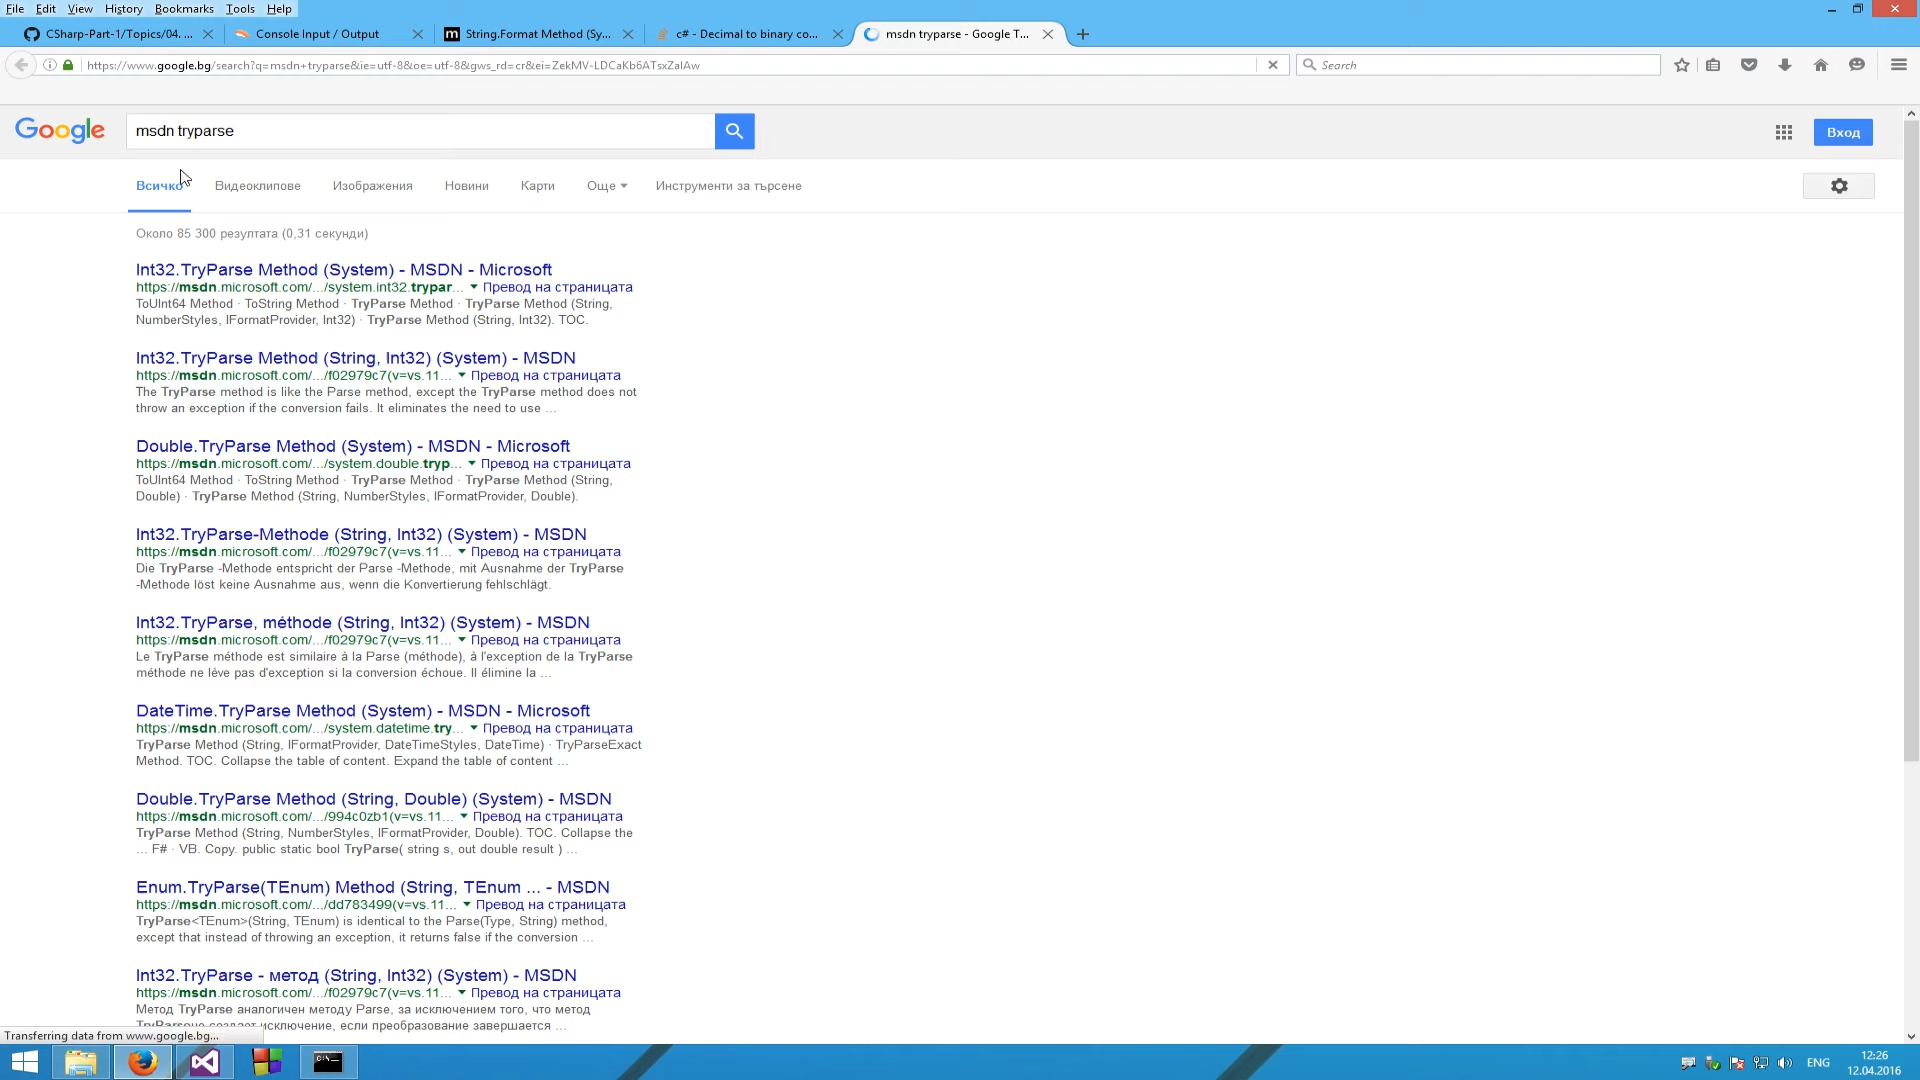 File Edit View History Bookmarks Tools Help
CSharp-Part-1/Topics/04. ...
Console Input / Output
String.Format Method (Sy...
c# - Decimal to binary co...
msdn tryparse - Google T...
https://www.google.bg/search?q=msdn+tryparse&ie=utf-8&oe=utf-8&gws_rd=cr&ei=ZekMV-LDCaKb6ATsxZaIAw
Search
Google
msdn tryparse
Вход
Всичко Видеоклипове Изображения Новини Карти Още Инструменти за търсене
Около 85 300 резултата (0,31 секунди)
Int32.TryParse Method (System) - MSDN - Microsoft
https://msdn.microsoft.com/.../system.int32.trypar... Превод на страницата
ToUInt64 Method · ToString Method · TryParse Method · TryParse Method (String,
NumberStyles, IFormatProvider, Int32) · TryParse Method (String, Int32). TOC.
Int32.TryParse Method (String, Int32) (System) - MSDN
https://msdn.microsoft.com/.../f02979c7(v=vs.11... Превод на страницата
The TryParse method is like the Parse method, except the TryParse method does not
throw an exception if the conversion fails. It eliminates the need to use ...
Double.TryParse Method (System) - MSDN - Microsoft
https://msdn.microsoft.com/.../system.double.tryp... Превод на страницата
ToUInt64 Method · ToString Method · TryParse Method · TryParse Method (String,
Double) · TryParse Method (String, NumberStyles, IFormatProvider, Double).
Int32.TryParse-Methode (String, Int32) (System) - MSDN
https://msdn.microsoft.com/.../f02979c7(v=vs.11... Превод на страницата
Die TryParse -Methode entspricht der Parse -Methode, mit Ausnahme der TryParse
-Methode löst keine Ausnahme aus, wenn die Konvertierung fehlschlägt.
Int32.TryParse, méthode (String, Int32) (System) - MSDN
https://msdn.microsoft.com/.../f02979c7(v=vs.11... Превод на страницата
Le TryParse méthode est similaire à la Parse (méthode), à l'exception de la TryParse
méthode ne lève pas d'exception si la conversion échoue. Il élimine la ...
DateTime.TryParse Method (System) - MSDN - Microsoft
https://msdn.microsoft.com/.../system.datetime.try... Превод на страницата
TryParse Method (String, IFormatProvider, DateTimeStyles, DateTime) · TryParseExact
Method. TOC. Collapse the table of content. Expand the table of content ...
Double.TryParse Method (String, Double) (System) - MSDN
https://msdn.microsoft.com/.../994c0zb1(v=vs.11... Превод на страницата
TryParse Method (String, NumberStyles, IFormatProvider, Double). TOC. Collapse the
... F# · VB. Copy. public static bool TryParse( string s, out double result ) ...
Enum.TryParse(TEnum) Method (String, TEnum ... - MSDN
https://msdn.microsoft.com/.../dd783499(v=vs.11... Превод на страницата
TryParse<TEnum>(String, TEnum) is identical to the Parse(Type, String) method,
except that instead of throwing an exception, it returns false if the conversion ...
Int32.TryParse - метод (String, Int32) (System) - MSDN
https://msdn.microsoft.com/.../f02979c7(v=vs.11... Превод на страницата
Метод TryParse аналогичен методу Parse, за исключением того, что метод
исключение, если преобразование завершается ...
Transferring data from www.google.bg...
ENG
12:26
12.04.2016